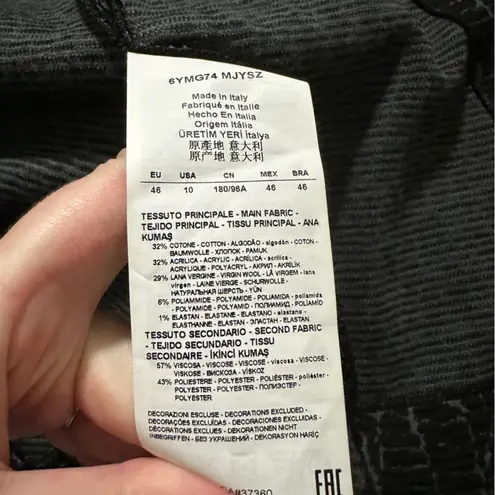 6YMG74 MJYSZ
Made in Italy
Fabriqué en Italie
Hecho En Italia
Origem Itália
ÜRETİM YERİ İtalya
原產地 意大利
原产地 意大利
EU USA CN MEX BRA
46 10 180/96A 46 46
TESSUTO PRINCIPALE - MAIN FABRIC -
TEJIDO PRINCIPAL - TISSU PRINCIPAL - ANA
KUMAŞ
32% COTONE - COTTON - ALGODÃO - algodón - COTON -
BAUMWOLLE - ХЛОПОК - PAMUK
32% ACRILICA - ACRYLIC - ACRÍLICA - acrílica -
ACRYLIQUE - POLYACRYL - АКРИЛ - AKRİLİK
29% LANA VERGINE - VIRGIN WOOL - LÃ VIRGEM - lana
virgen - LAINE VIERGE - SCHURWOLLE -
НАТУРАЛЬНАЯ ШЕРСТЬ - YÜN
6% POLIAMMIDE - POLYAMIDE - POLIAMIDA - poliamida
- POLYAMIDE - POLYAMID - ПОЛИАМИД - POLİAMİD
1% ELASTAN - ELASTANE - ELASTANO - elastano -
ELASTHANNE - ELASTAN - ЭЛАСТАН - ELASTAN
TESSUTO SECONDARIO - SECOND FABRIC
- TEJIDO SECUNDARIO - TISSU
SECONDAIRE - İKİNCİ KUMAŞ
57% VISCOSA - VISCOSE - VISCOSE - viscosa - VISCOSE -
VISKOSE - ВИСКОЗА - VİSKOZ
43% POLIESTERE - POLYESTER - POLIÉSTER - poliéster -
POLYESTER - POLYESTER - ПОЛИЭСТЕР -
POLYESTER
DECORAZIONI ESCLUSE - DECORATIONS EXCLUDED -
DECORAÇÕES EXCLUÍDAS - DECORACIONES EXCLUIDAS -
DÉCORATIONS EXCLUES - DEKORATIONEN NICHT
INBEGRIFFEN - БЕЗ УКРАШЕНИЙ - DEKORASYON HARİÇ
A#37360
EAC